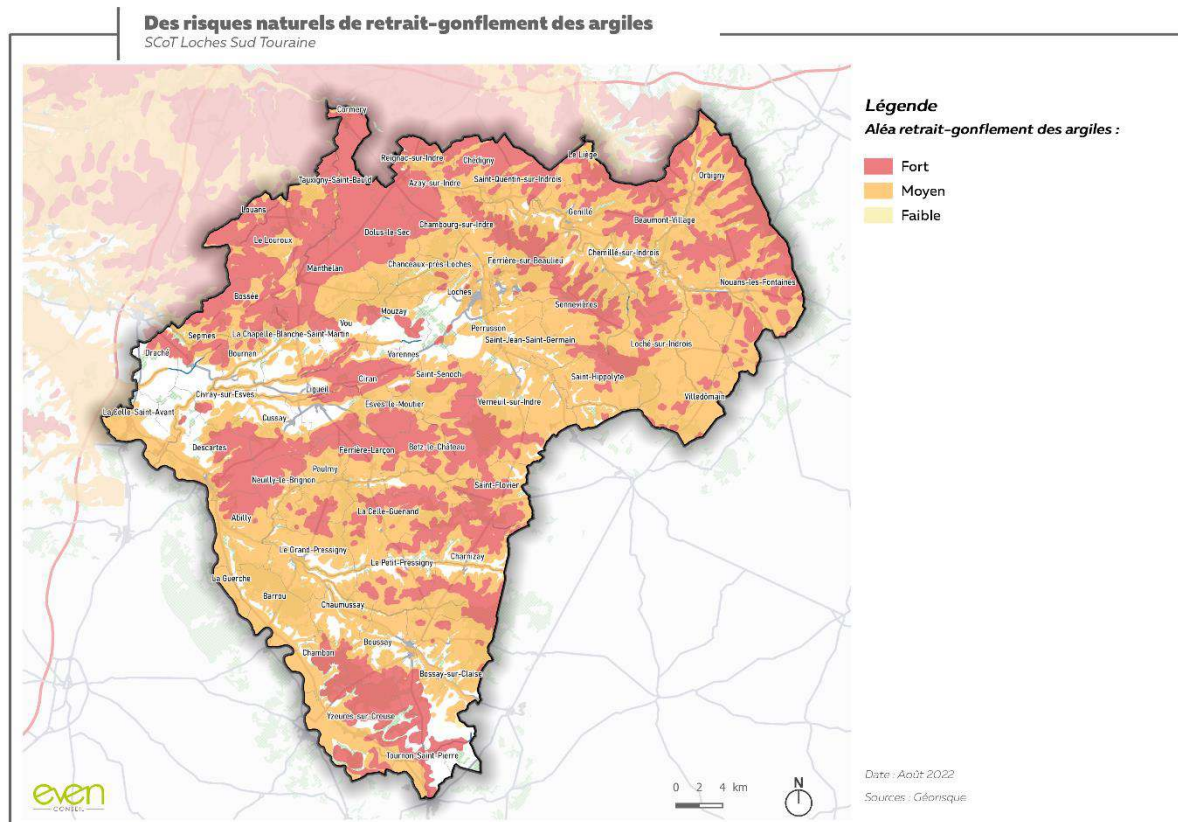 Des risques naturels de retrait-gonflement des argiles
SCoT Loches Sud Touraine
Légende
Aléa retrait-gonflement des argiles :
Fort
Moyen
Faible
Cormery
Reignac-sur-Indre
Chédigny
Le Liège
Tauxigny-Saint-Bauld
Azay-sur-Indre
Saint-Quentin-sur-Indrois
Orbigny
Louans
Genillé
Beaumont-Village
Le Louroux
Dolus-le-Sec
Chambourg-sur-Indre
Chemillé-sur-Indrois
Manthelan
Chanceaux-près-Loches
Ferrière-sur-Beaulieu
Nouans-les-Fontaines
Bossée
Loches
Sennevières
Mouzay
Vou
Sepmes
La Chapelle-Blanche-Saint-Martin
Perrusson
Saint-Jean-Saint-Germain
Loché-sur-Indrois
Draché
Bournan
Varennes
Saint-Senoch
Saint-Hippolyte
Ciran
Ligueil
Civray-sur-Esves
Villedômain
La Celle-Saint-Avant
Esves-le-Moutier
Verneuil-sur-Indre
Cussay
Descartes
Ferrière-Larçon
Betz-le-Château
Paulmy
Neuilly-le-Brignon
Saint-Flovier
Abilly
La Celle-Guenand
Le Grand-Pressigny
Le Petit-Pressigny
Charnizay
La Guerche
Barrou
Chaumussay
Boussay
Chambon
Bossay-sur-Claise
Yzeures-sur-Creuse
Tournon-Saint-Pierre
even
CONSEIL
0 2 4 km
N
Date : Août 2022
Sources : Géorisque